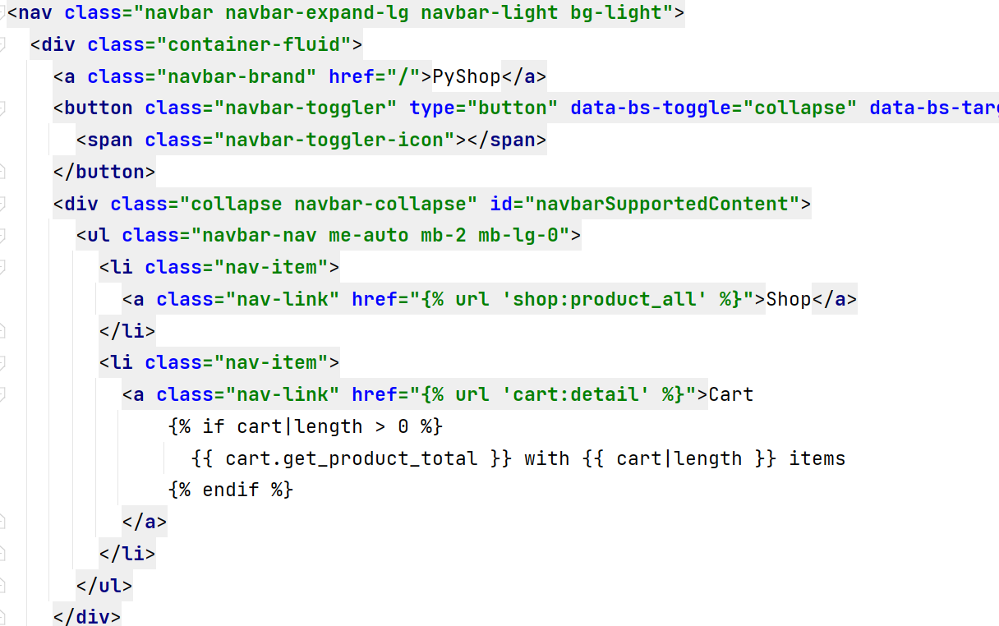 <nav class="navbar navbar-expand-lg navbar-light bg-light">
<div class="container-fluid">
<a class="navbar-brand" href="/">PyShop</a>
<button class="navbar-toggler" type="button" data-bs-toggle="collapse" data-bs-targ
<span class="navbar-toggler-icon"></span>
</button>
<div class="collapse navbar-collapse" id="navbarSupportedContent">
<ul class="navbar-nav me-auto mb-2 mb-lg-0">
<li class="nav-item">
<a class="nav-link" href="{% url 'shop:product_all' %}">Shop</a>
</li>
<li class="nav-item">
<a class="nav-link" href="{% url 'cart:detail' %}">Cart
{% if cart|length > 0 %}
{{ cart.get_product_total }} with {{ cart|length }} items
{% endif %}
</a>
</li>
</ul>
</div>